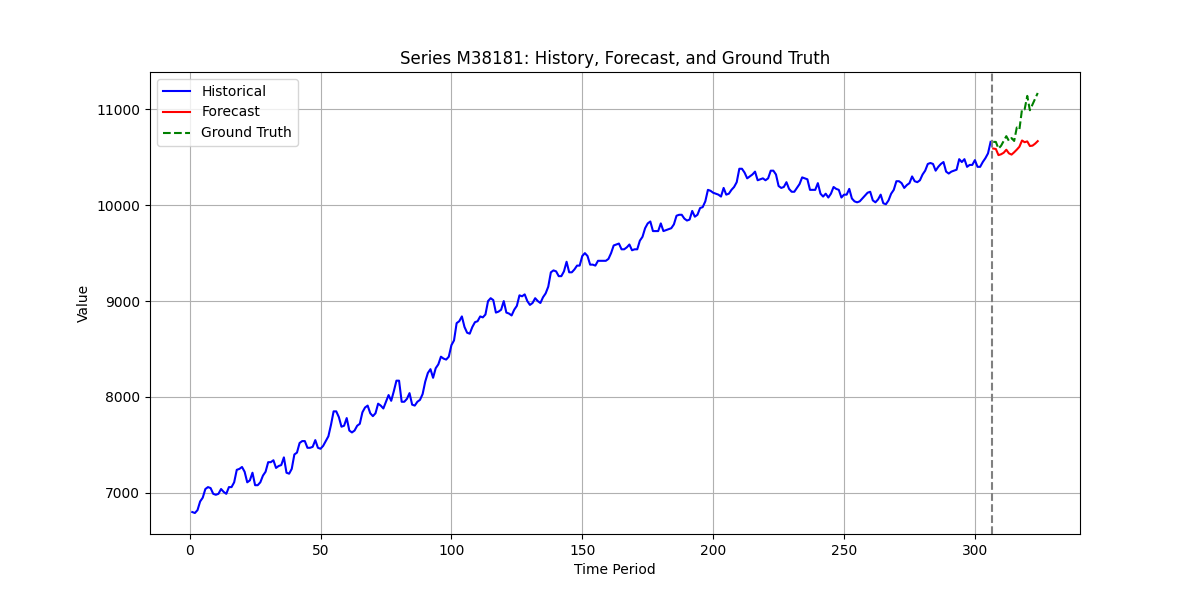 Series M38181: History, Forecast, and Ground Truth
Historical
Forecast
Ground Truth
11000
10000
9000
8000
7000
Value
0 50 100 150 200 250 300
Time Period